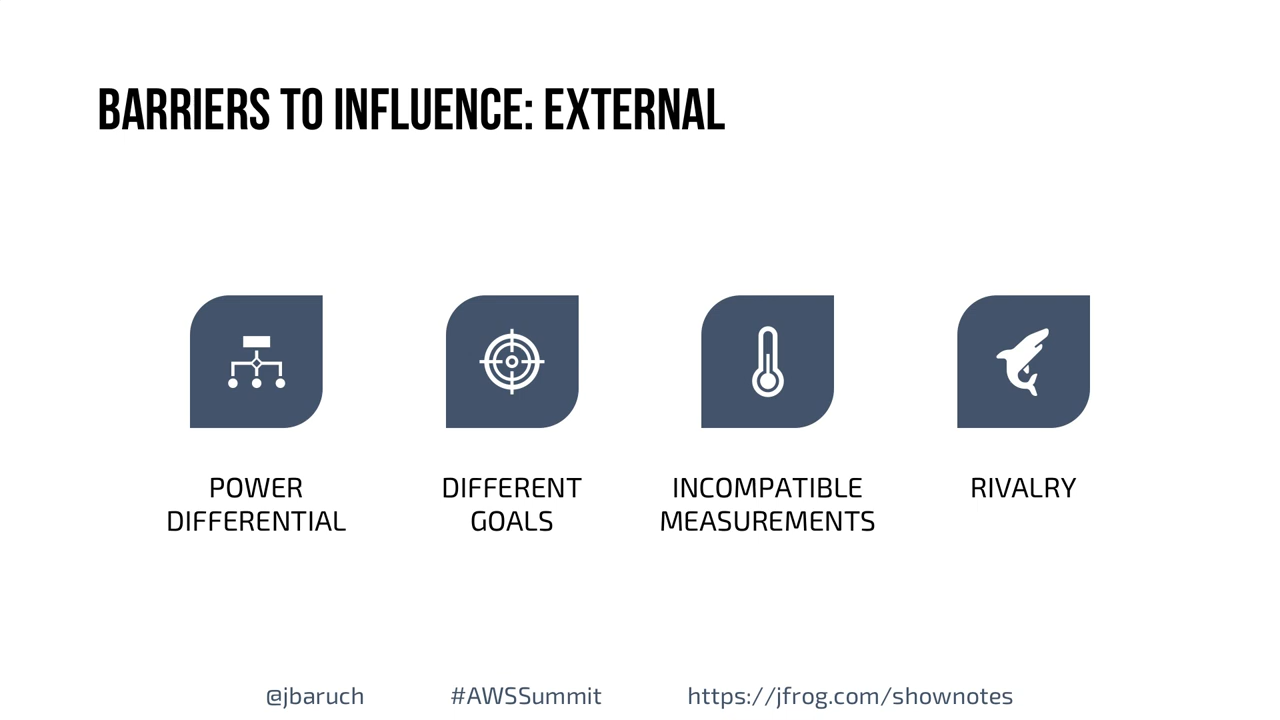 BARRIERS TO INFLUENCE: EXTERNAL
POWER
DIFFERENTIAL
DIFFERENT
GOALS
INCOMPATIBLE
MEASUREMENTS
RIVALRY
@jbaruch
#AWSSummit
https://jfrog.com/shownotes